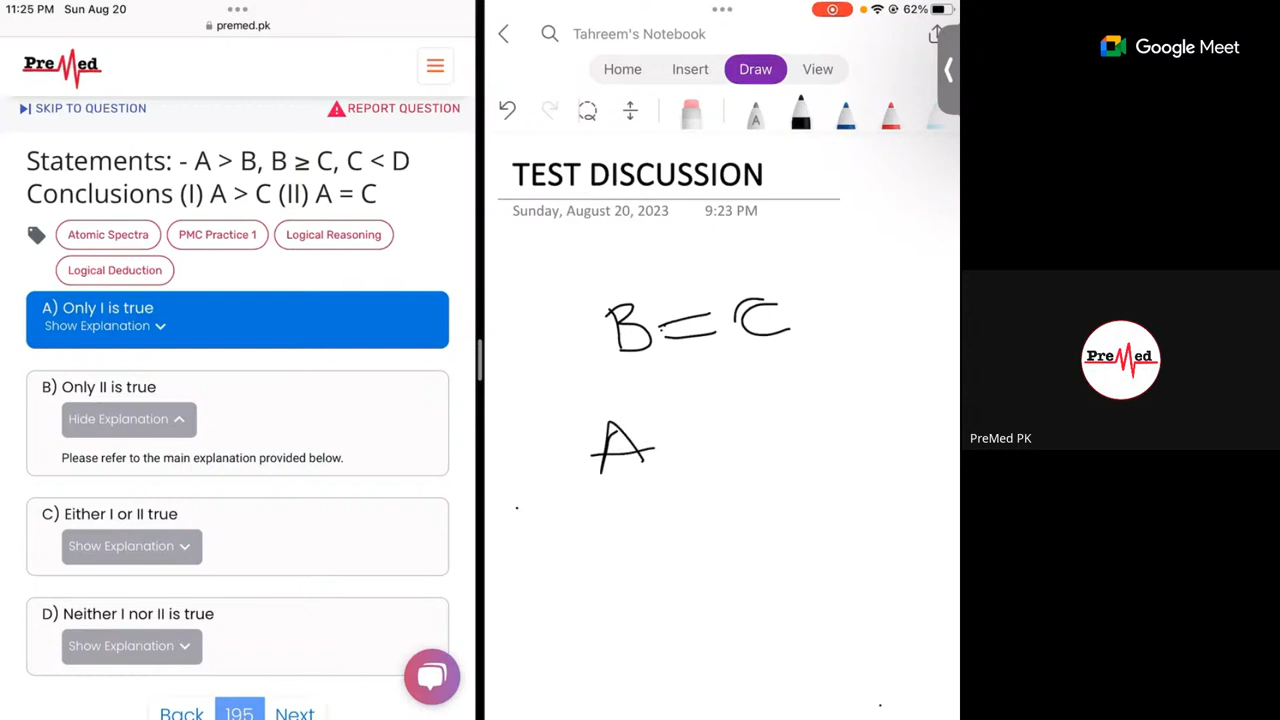 11:25 PM Sun Aug 20
premed.pk
PreMed
SKIP TO QUESTION
REPORT QUESTION
Statements: - A > B, B ≥ C, C < D
Conclusions (I) A > C (II) A = C
Atomic Spectra
PMC Practice 1
Logical Reasoning
Logical Deduction
A) Only I is true
Show Explanation
B) Only II is true
Hide Explanation
Please refer to the main explanation provided below.
C) Either I or II true
Show Explanation
D) Neither I nor II is true
Show Explanation
Back 195 Next
62%
Tahreem's Notebook
Home Insert Draw View
A
TEST DISCUSSION
Sunday, August 20, 2023 9:23 PM
B = C
A
Google Meet
PreMed
PreMed PK